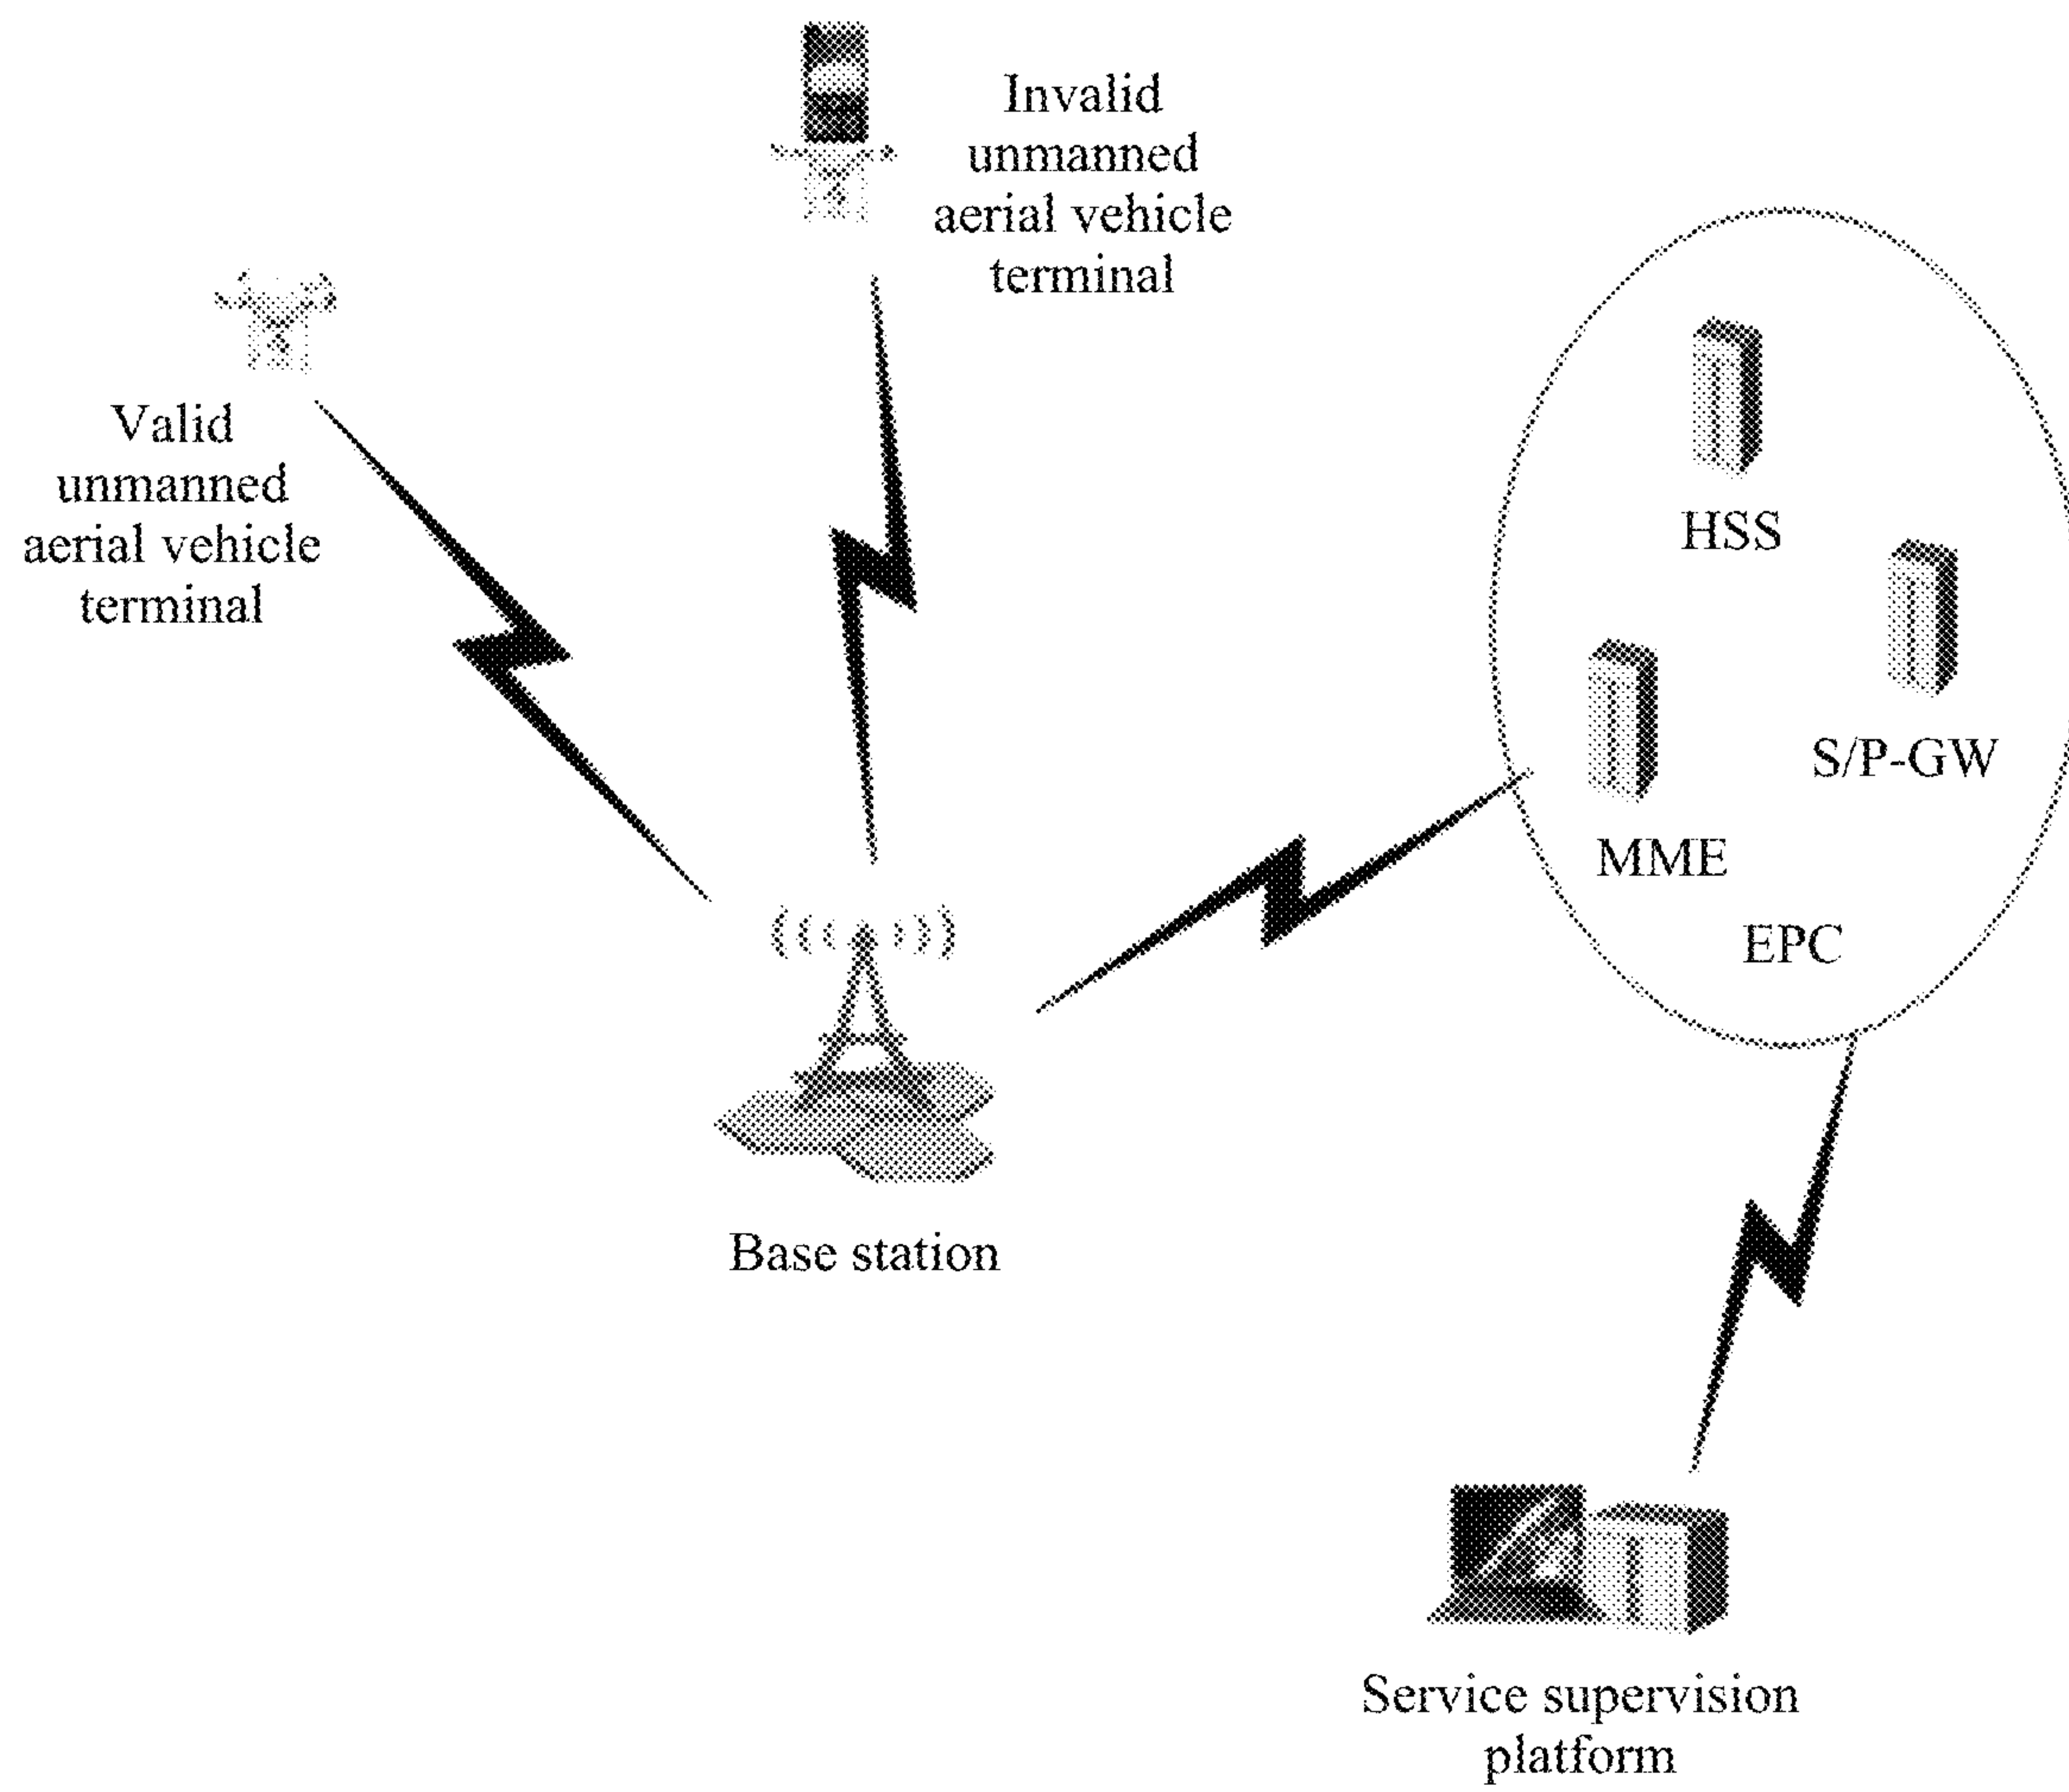 Invalid
unmanned
aerial vehicle
terminal
Valid
unmanned
aerial vehicle
terminal
HSS
S/P-GW
MME
EPC
Base station
Service supervision
platform